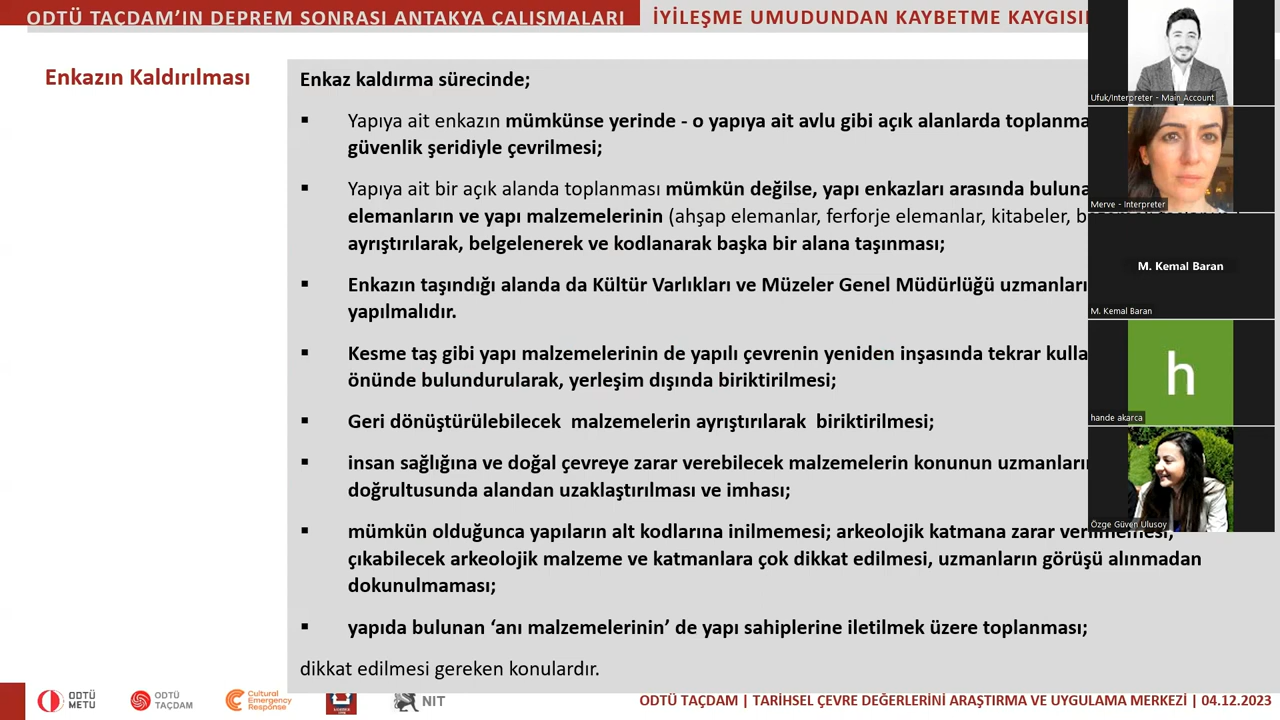 ODTÜ TAÇDAM’IN DEPREM SONRASI ANTAKYA ÇALIŞMALARI
İYİLEŞME UMUDUNDAN KAYBETME
Enkazın Kaldırılması
Enkaz kaldırma sürecinde;
▪ Yapıya ait enkazın mümkünse yerinde - o yapıya ait avlu gibi açık alanlarda
güvenlik şeridiyle çevrilmesi;
▪ Yapıya ait bir açık alanda toplanması mümkün değilse, yapı enkazları arasında
elemanların ve yapı malzemelerinin (ahşap elemanlar, ferforje elemanlar, kitabeler,
ayrıştırılarak, belgelenerek ve kodlanarak başka bir alana taşınması;
▪ Enkazın taşındığı alanda da Kültür Varlıkları ve Müzeler Genel Müdürlüğü
yapılmalıdır.
▪ Kesme taş gibi yapı malzemelerinin de yapılı çevrenin yeniden inşasında tekrar
önünde bulundurularak, yerleşim dışında biriktirilmesi;
▪ Geri dönüştürülebilecek malzemelerin ayrıştırılarak biriktirilmesi;
▪ insan sağlığına ve doğal çevreye zarar verebilecek malzemelerin konunun
doğrultusunda alandan uzaklaştırılması ve imhası;
▪ mümkün olduğunca yapıların alt kodlarına inilmemesi; arkeolojik katmana zarar verilmemesi;
çıkabilecek arkeolojik malzeme ve katmanlara çok dikkat edilmesi, uzmanların görüşü alınmadan
dokunulmaması;
▪ yapıda bulunan ‘anı malzemelerinin’ de yapı sahiplerine iletilmek üzere toplanması;
dikkat edilmesi gereken konulardır.
Ufuk/Interpreter - Main Account
Merve - Interpreter
M. Kemal Baran
M. Kemal Baran
h
hande akarca
Özge Güven Ulusoy
ODTÜ
METU
ODTÜ
TAÇDAM
Cultural
Emergency
Response
NIT
ODTÜ TAÇDAM | TARİHSEL ÇEVRE DEĞERLERİNİ ARAŞTIRMA VE UYGULAMA MERKEZİ | 04.12.2023